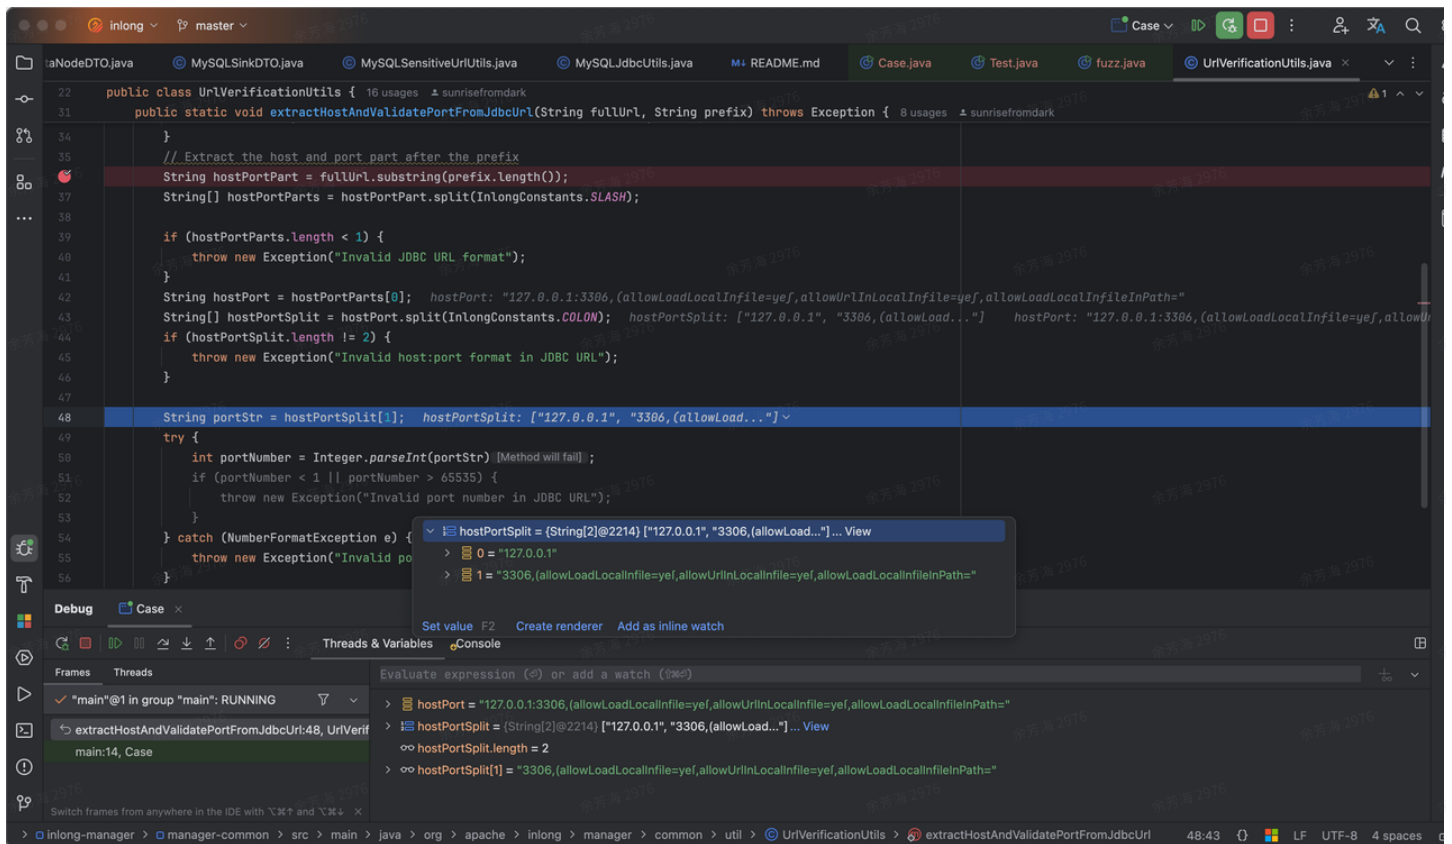 inlong
master
Case
taNodeDTO.java
MySQLSinkDTO.java
MySQLSensitiveUrlUtils.java
MySQLJdbcUtils.java
M↓ README.md
Case.java
Test.java
fuzz.java
UrlVerificationUtils.java
1
22 public class UrlVerificationUtils { 16 usages sunrisefromdark
31 public static void extractHostAndValidatePortFromJdbcUrl(String fullUrl, String prefix) throws Exception { 8 usages sunrisefromdark
34 }
35 // Extract the host and port part after the prefix
String hostPortPart = fullUrl.substring(prefix.length());
37 String[] hostPortParts = hostPortPart.split(InlongConstants.SLASH);
38
39 if (hostPortParts.length < 1) {
40 throw new Exception("Invalid JDBC URL format");
41 }
42 String hostPort = hostPortParts[0]; hostPort: "127.0.0.1:3306,(allowLoadLocalInfile=yeſ,allowUrlInLocalInfile=yeſ,allowLoadLocalInfileInPath="
43 String[] hostPortSplit = hostPort.split(InlongConstants.COLON); hostPortSplit: ["127.0.0.1", "3306,(allowLoad..."] hostPort: "127.0.0.1:3306,(allowLoadLocalInfile=yeſ,allowU
44 if (hostPortSplit.length != 2) {
45 throw new Exception("Invalid host:port format in JDBC URL");
46 }
47
48 String portStr = hostPortSplit[1]; hostPortSplit: ["127.0.0.1", "3306,(allowLoad..."]
49 try {
50 int portNumber = Integer.parseInt(portStr) [Method will fail] ;
51 if (portNumber < 1 || portNumber > 65535) {
52 throw new Exception("Invalid port number in JDBC URL");
53 }
54 } catch (NumberFormatException e) {
55 throw new Exception("Invalid po
56 }
hostPortSplit = {String[2]@2214} ["127.0.0.1", "3306,(allowLoad..."] ... View
0 = "127.0.0.1"
1 = "3306,(allowLoadLocalInfile=yeſ,allowUrlInLocalInfile=yeſ,allowLoadLocalInfileInPath="
Set value F2 Create renderer Add as inline watch
Debug Case
Threads & Variables Console
Frames Threads
Evaluate expression (⏎) or add a watch (⇧⌘⏎)
"main"@1 in group "main": RUNNING
extractHostAndValidatePortFromJdbcUrl:48, UrlVerif
main:14, Case
hostPort = "127.0.0.1:3306,(allowLoadLocalInfile=yeſ,allowUrlInLocalInfile=yeſ,allowLoadLocalInfileInPath="
hostPortSplit = {String[2]@2214} ["127.0.0.1", "3306,(allowLoad..."] ... View
hostPortSplit.length = 2
hostPortSplit[1] = "3306,(allowLoadLocalInfile=yeſ,allowUrlInLocalInfile=yeſ,allowLoadLocalInfileInPath="
Switch frames from anywhere in the IDE with ⌥⌘↑ and ⌥⌘↓
inlong-manager > manager-common > src > main > java > org > apache > inlong > manager > common > util > UrlVerificationUtils > extractHostAndValidatePortFromJdbcUrl
48:43 {} LF UTF-8 4 spaces